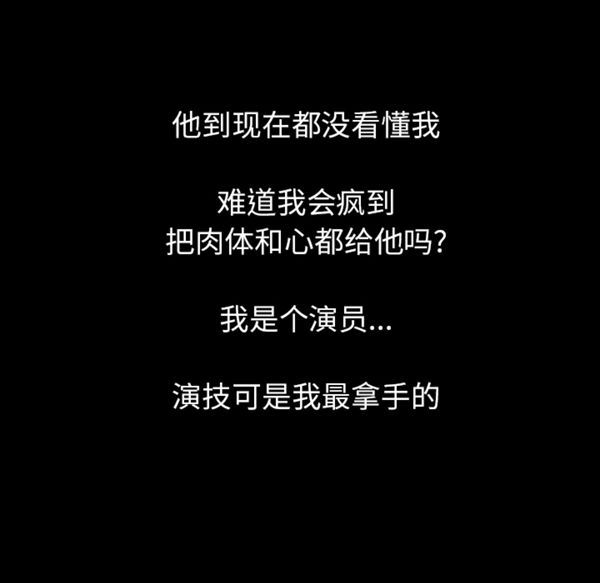 他到现在都没看懂我
难道我会疯到
把肉体和心都给他吗?
我是个演员...
演技可是我最拿手的